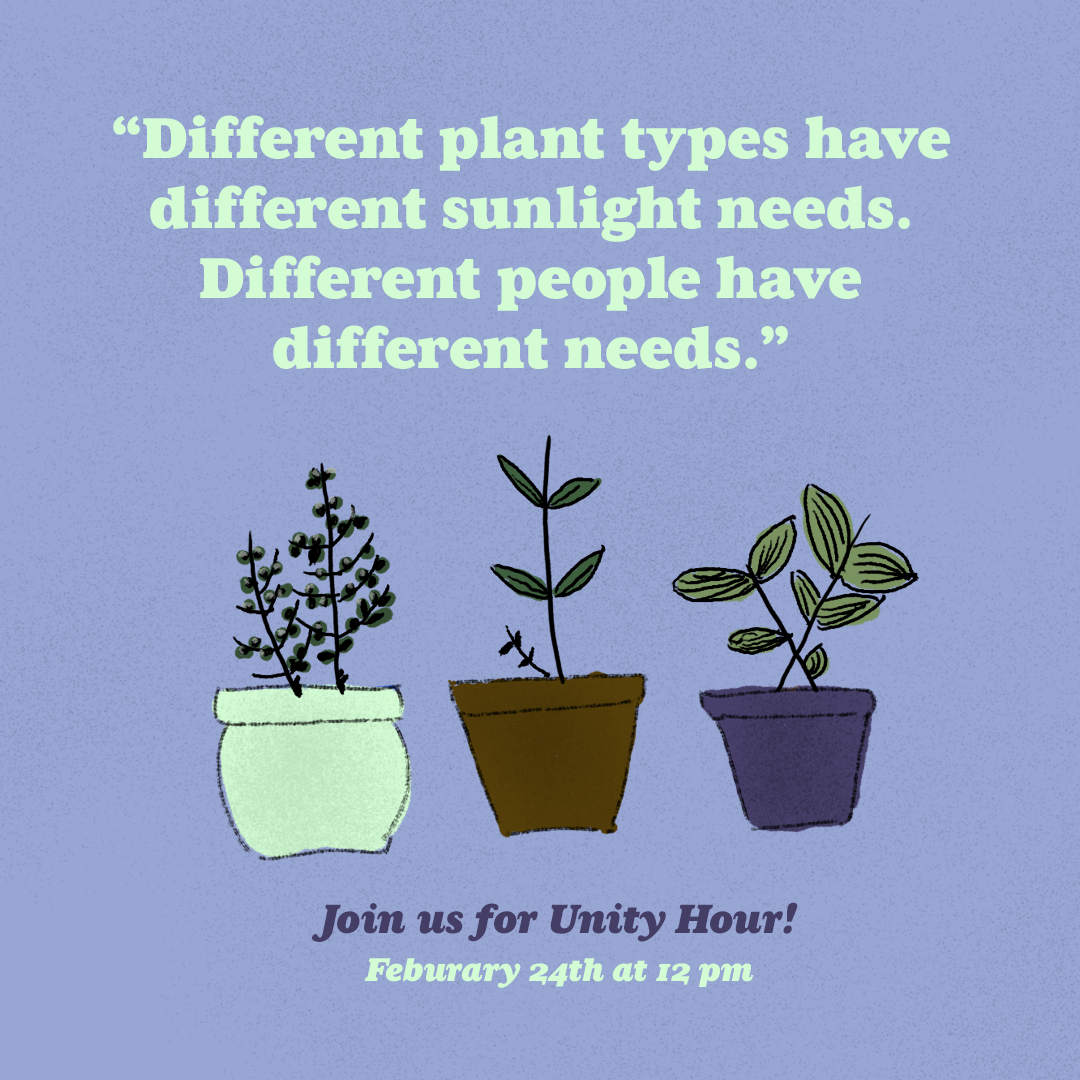 “Different plant types have
different sunlight needs.
Different people have
different needs.”
Join us for Unity Hour!
Feburary 24th at 12 pm